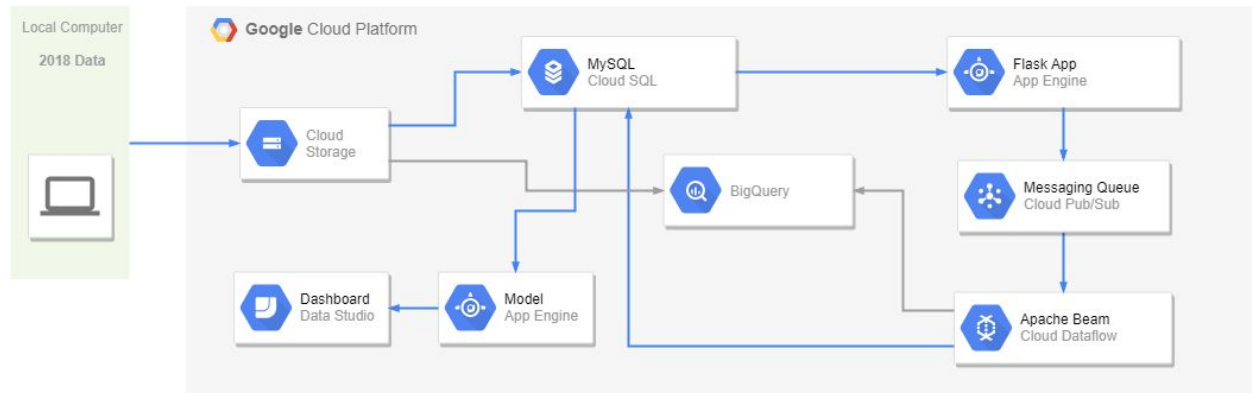 Local Computer
2018 Data
Google Cloud Platform
MySQL
Cloud SQL
Flask App
App Engine
Cloud
Storage
BigQuery
Messaging Queue
Cloud Pub/Sub
Dashboard
Data Studio
Model
App Engine
Apache Beam
Cloud Dataflow